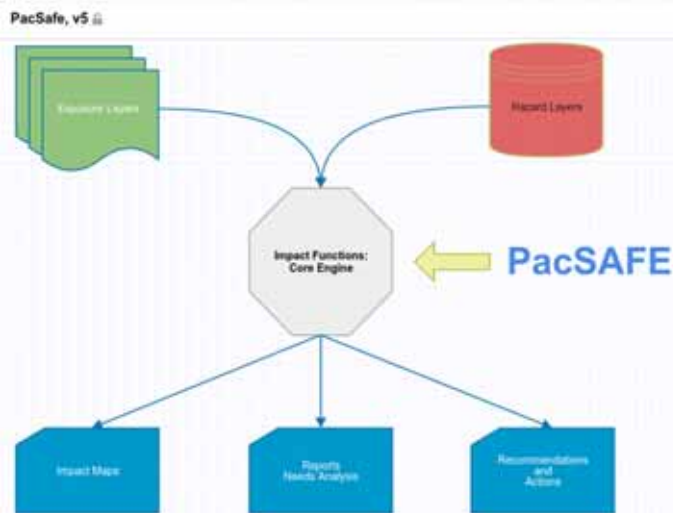 PacSafe, v5
Exposure Layers
Hazard Layers
Impact Functions:
Core Engine
PacSAFE
Impact Maps
Reports
Needs Analysis
Recommendations
and
Actions